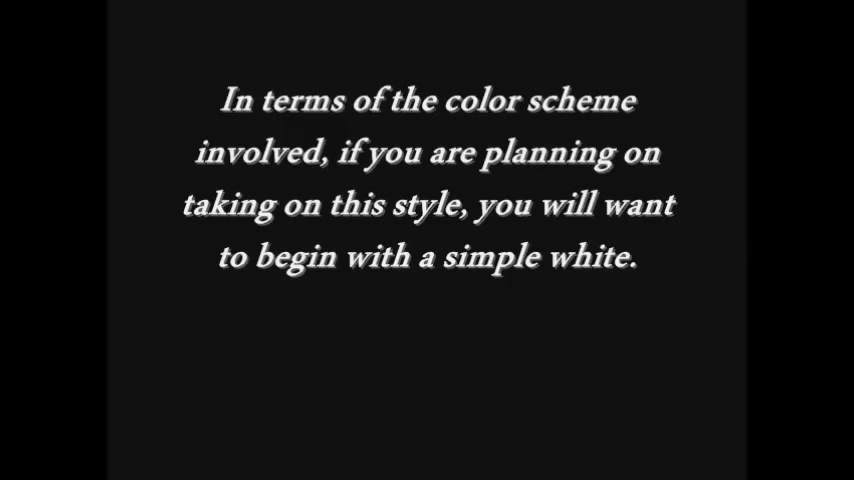 In terms of the color scheme
involved, if you are planning on
taking on this style, you will want
to begin with a simple white.